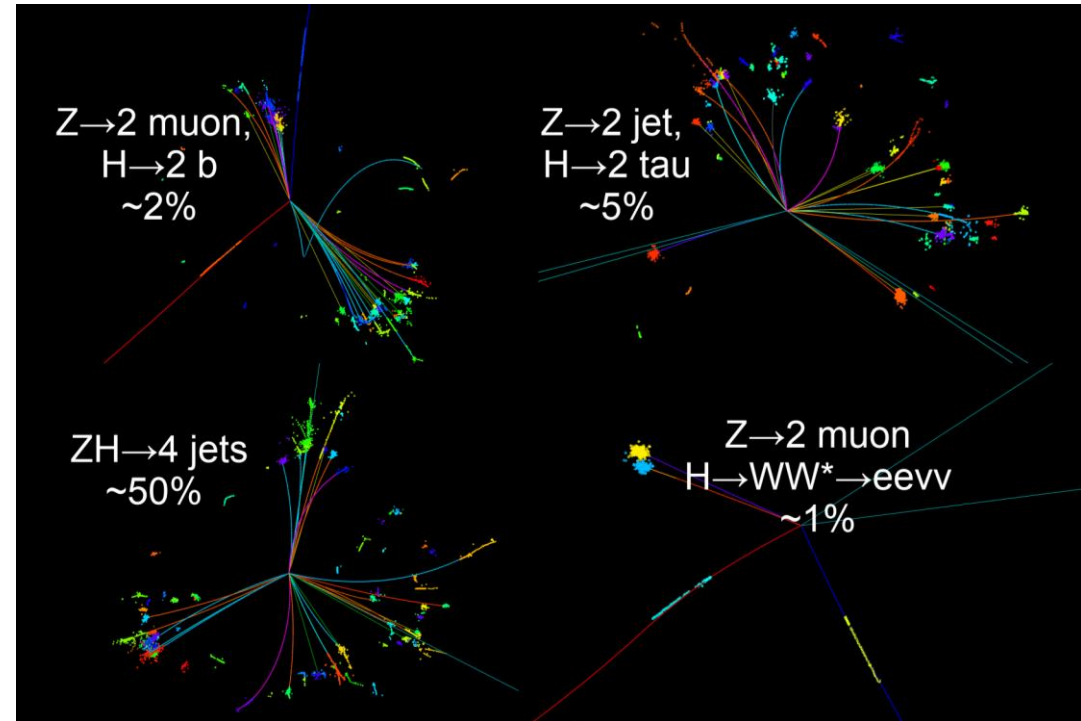 Z→2 muon,
H→2 b
~2%
Z→2 jet,
H→2 tau
~5%
ZH→4 jets
~50%
Z→2 muon
H→WW*→eevv
~1%